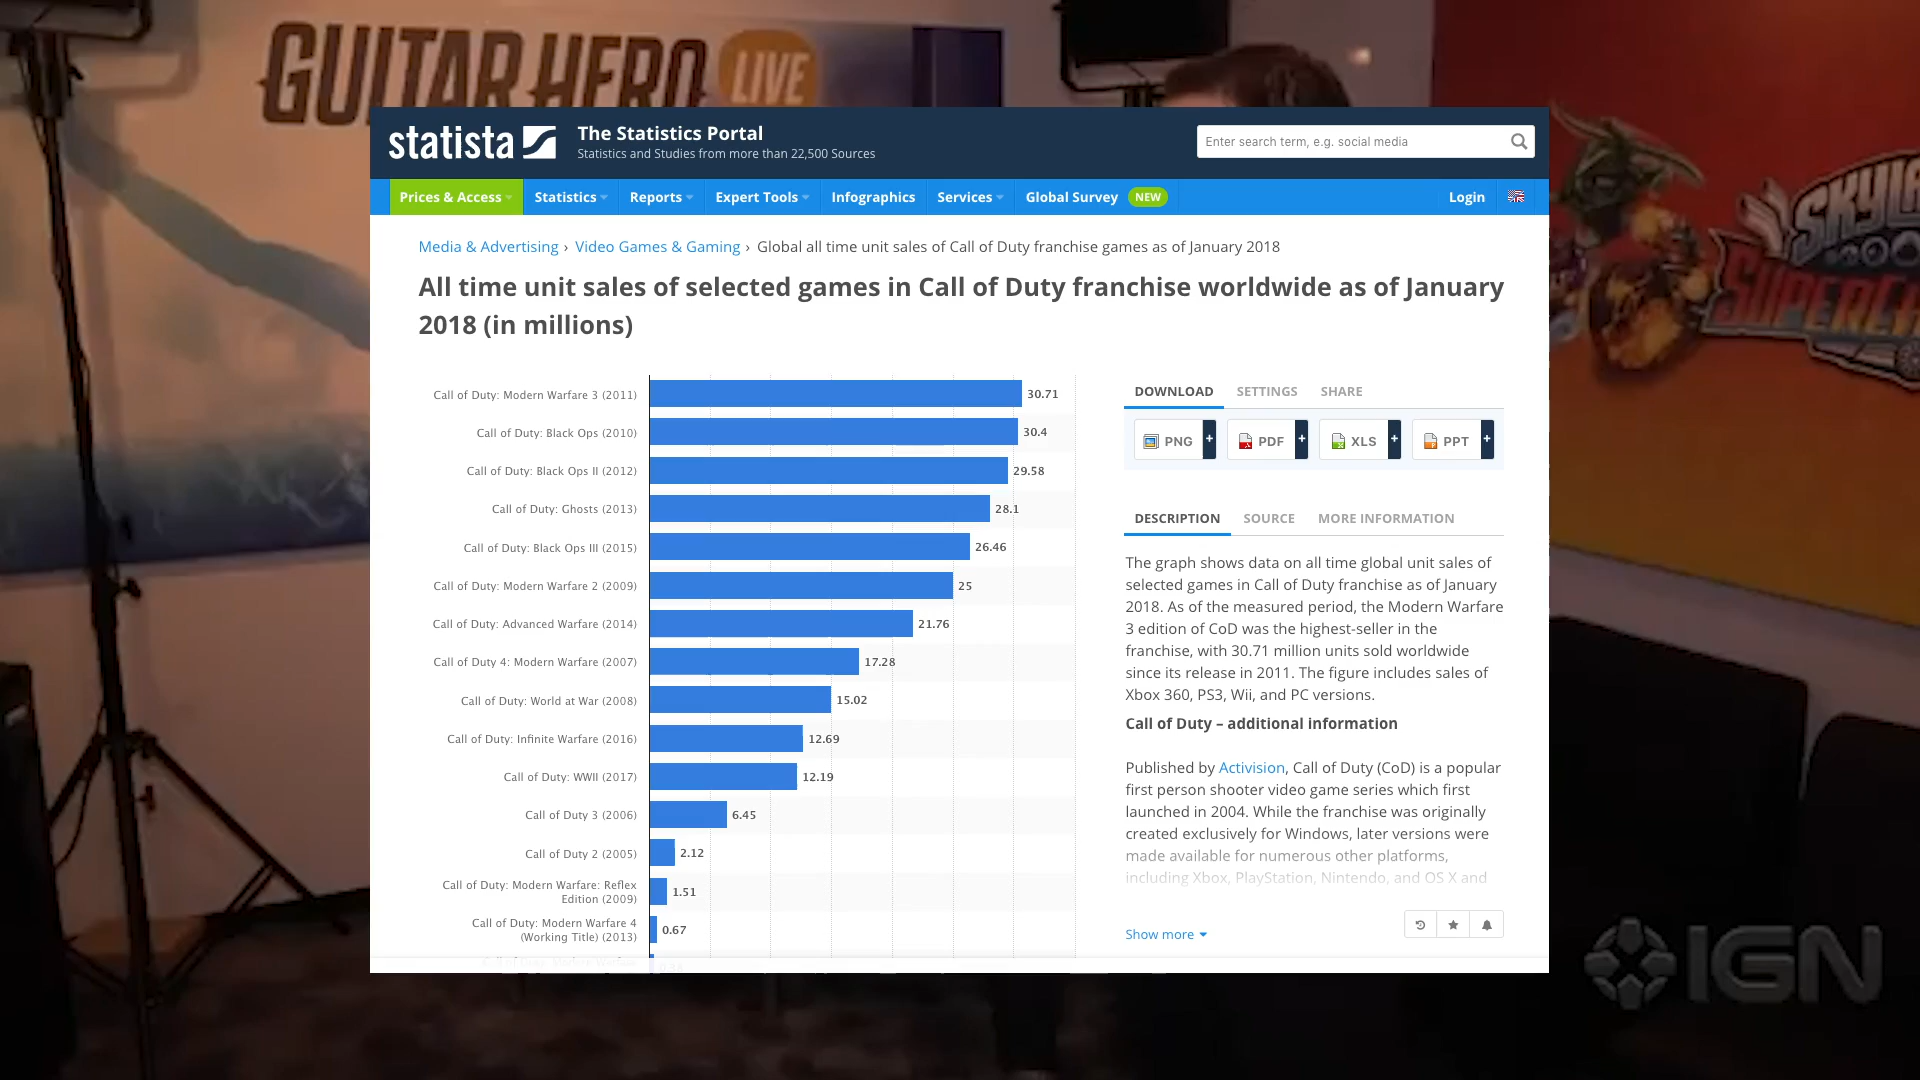 GUITAR HERO LIVE
statista
The Statistics Portal
Statistics and Studies from more than 22,500 Sources
Enter search term, e.g. social media
Prices & Access Statistics Reports Expert Tools Infographics Services Global Survey NEW Login
Media & Advertising › Video Games & Gaming › Global all time unit sales of Call of Duty franchise games as of January 2018
All time unit sales of selected games in Call of Duty franchise worldwide as of January
2018 (in millions)
Call of Duty: Modern Warfare 3 (2011) 30.71
Call of Duty: Black Ops (2010) 30.4
Call of Duty: Black Ops II (2012) 29.58
Call of Duty: Ghosts (2013) 28.1
Call of Duty: Black Ops III (2015) 26.46
Call of Duty: Modern Warfare 2 (2009) 25
Call of Duty: Advanced Warfare (2014) 21.76
Call of Duty 4: Modern Warfare (2007) 17.28
Call of Duty: World at War (2008) 15.02
Call of Duty: Infinite Warfare (2016) 12.69
Call of Duty: WWII (2017) 12.19
Call of Duty 3 (2006) 6.45
Call of Duty 2 (2005) 2.12
Call of Duty: Modern Warfare: Reflex
Edition (2009) 1.51
Call of Duty: Modern Warfare 4
(Working Title) (2013) 0.67
DOWNLOAD SETTINGS SHARE
PNG + PDF + XLS + PPT +
DESCRIPTION SOURCE MORE INFORMATION
The graph shows data on all time global unit sales of
selected games in Call of Duty franchise as of January
2018. As of the measured period, the Modern Warfare
3 edition of CoD was the highest-seller in the
franchise, with 30.71 million units sold worldwide
since its release in 2011. The figure includes sales of
Xbox 360, PS3, Wii, and PC versions.
Call of Duty – additional information
Published by Activision, Call of Duty (CoD) is a popular
first person shooter video game series which first
launched in 2004. While the franchise was originally
created exclusively for Windows, later versions were
made available for numerous other platforms,
including Xbox, PlayStation, Nintendo, and OS X and
Show more
IGN